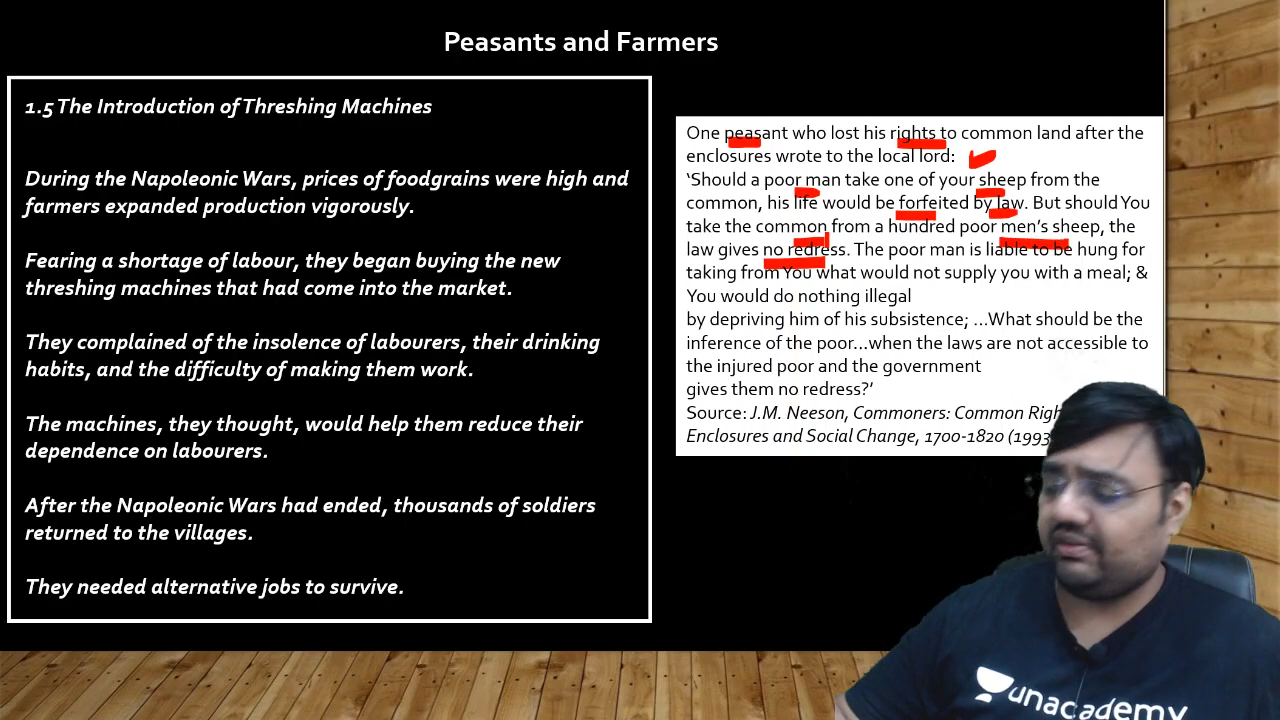 Peasants and Farmers
1.5 The Introduction of Threshing Machines
During the Napoleonic Wars, prices of foodgrains were high and
farmers expanded production vigorously.
Fearing a shortage of labour, they began buying the new
threshing machines that had come into the market.
They complained of the insolence of labourers, their drinking
habits, and the difficulty of making them work.
The machines, they thought, would help them reduce their
dependence on labourers.
After the Napoleonic Wars had ended, thousands of soldiers
returned to the villages.
They needed alternative jobs to survive.
One peasant who lost his rights to common land after the
enclosures wrote to the local lord:
‘Should a poor man take one of your sheep from the
common, his life would be forfeited by law. But should You
take the common from a hundred poor men’s sheep, the
law gives no redress. The poor man is liable to be hung for
taking from You what would not supply you with a meal; &
You would do nothing illegal
by depriving him of his subsistence; ...What should be the
inference of the poor...when the laws are not accessible to
the injured poor and the government
gives them no redress?’
Source: J.M. Neeson, Commoners: Common
Enclosures and Social Change, 1700-1820 (1993
unacademy